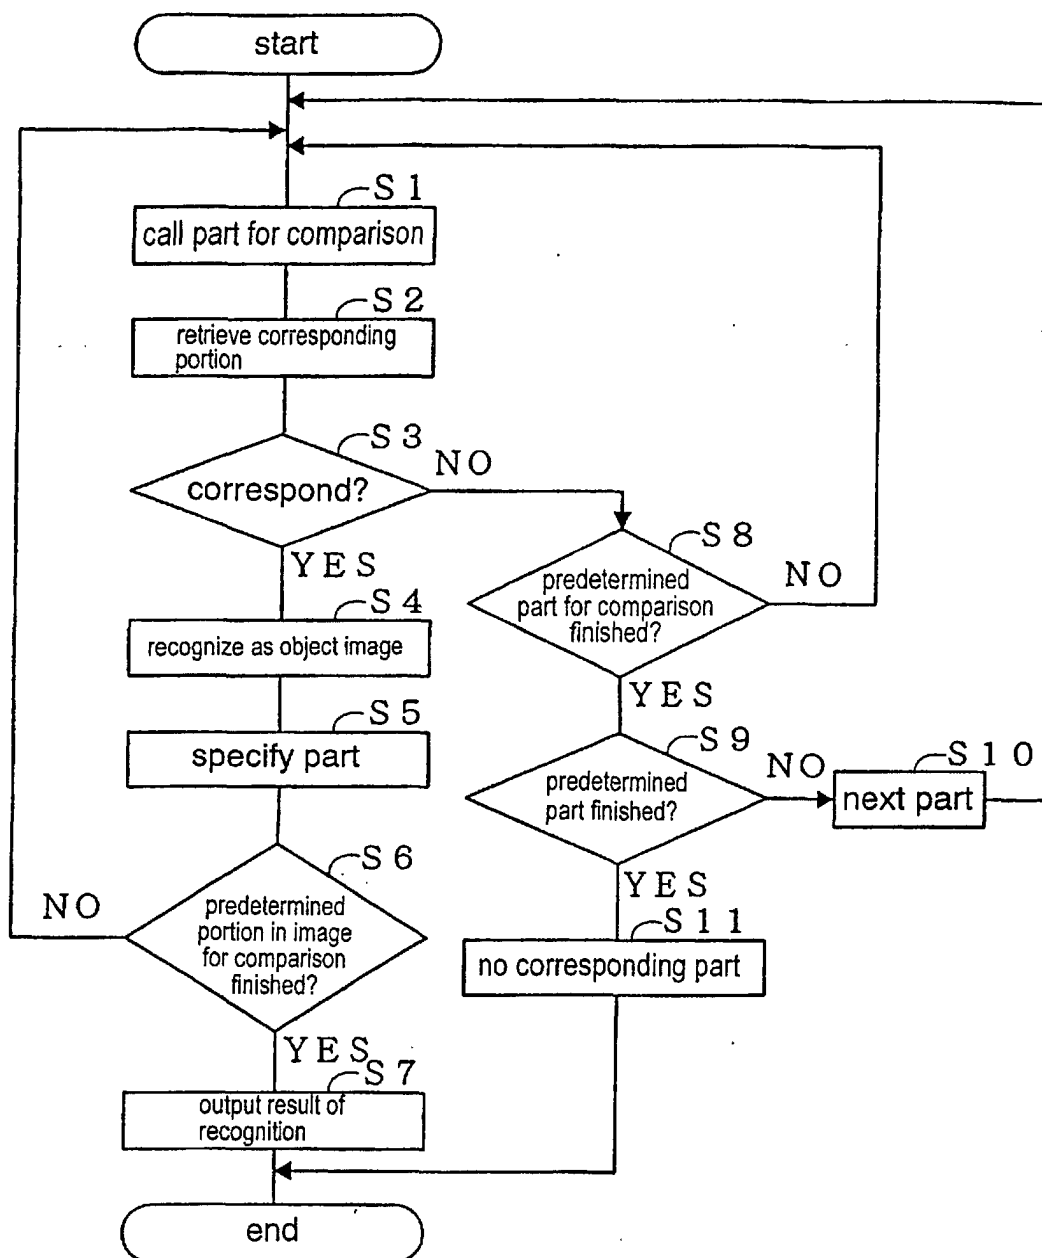 start
S1
call part for comparison
S2
retrieve corresponding
portion
S3
correspond?
NO
YES
S4
recognize as object image
S5
specify part
S6
predetermined
portion in image
for comparison
finished?
NO
YES
S7
output result of
recognition
end
S8
predetermined
part for comparison
finished?
NO
YES
S9
predetermined
part finished?
NO
S10
next part
YES
S11
no corresponding part